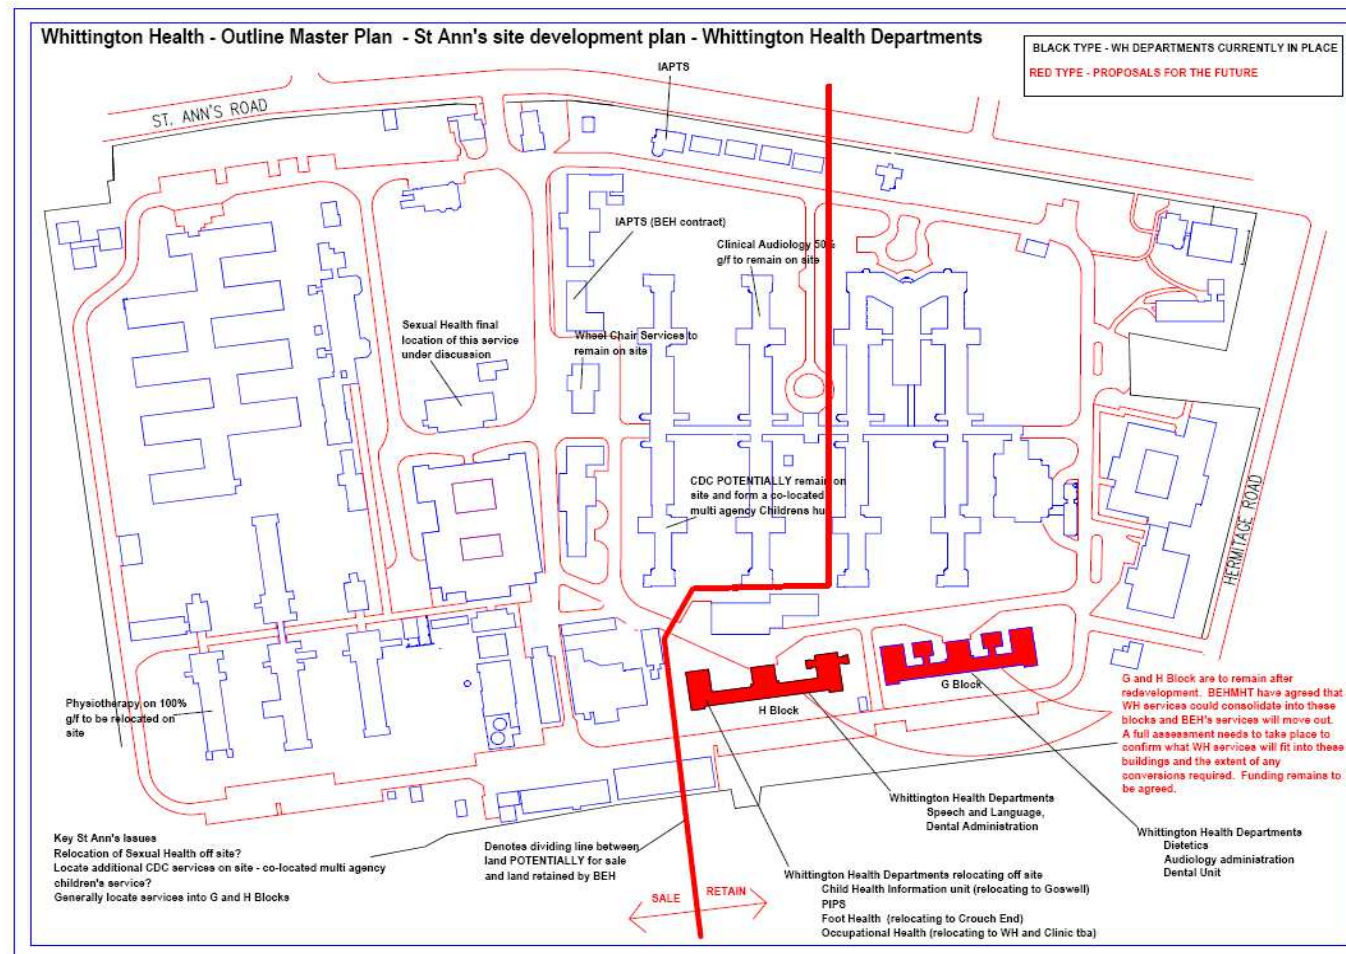 Whittington Health - Outline Master Plan - St Ann's site development plan - Whittington Health Departments
BLACK TYPE - WH DEPARTMENTS CURRENTLY IN PLACE
RED TYPE - PROPOSALS FOR THE FUTURE
IAPTS
ST. ANN'S ROAD
IAPTS (BEH contract)
Clinical Audiology 50%
g/f to remain on site
Sexual Health final
location of this service
under discussion
Wheel Chair Services to
remain on site
CDC POTENTIALLY remain on
site and form a co-located
multi agency Childrens hub
HERMITAGE ROAD
Physiotherapy on 100%
g/f to be relocated on
site
G Block
H Block
G and H Block are to remain after
redevelopment. BEHMHT have agreed that
WH services could consolidate into these
blocks and BEH's services will move out.
A full assessment needs to take place to
confirm what WH services will fit into these
buildings and the extent of any
conversions required. Funding remains to
be agreed.
Whittington Health Departments
Speech and Language,
Dental Administration
Whittington Health Departments
Dietetics
Audiology administration
Dental Unit
Key St Ann's Issues
Relocation of Sexual Health off site?
Locate additional CDC services on site - co-located multi agency
children's service?
Generally locate services into G and H Blocks
Denotes dividing line between
land POTENTIALLY for sale
and land retained by BEH
SALE
RETAIN
Whittington Health Departments relocating off site
Child Health Information unit (relocating to Goswell)
PIPS
Foot Health (relocating to Crouch End)
Occupational Health (relocating to WH and Clinic tba)